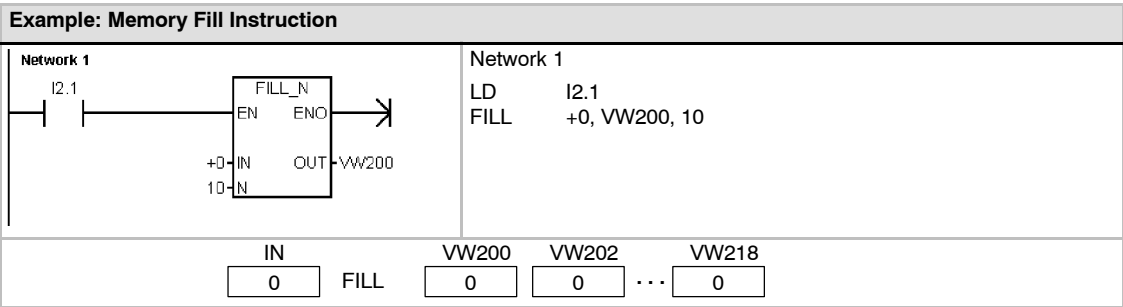 Example: Memory Fill Instruction
Network 1
I2.1
FILL_N
EN ENO
+0 IN OUT VW200
10 N
Network 1
LD I2.1
FILL +0, VW200, 10
IN VW200 VW202 VW218
0 FILL 0 0 ... 0